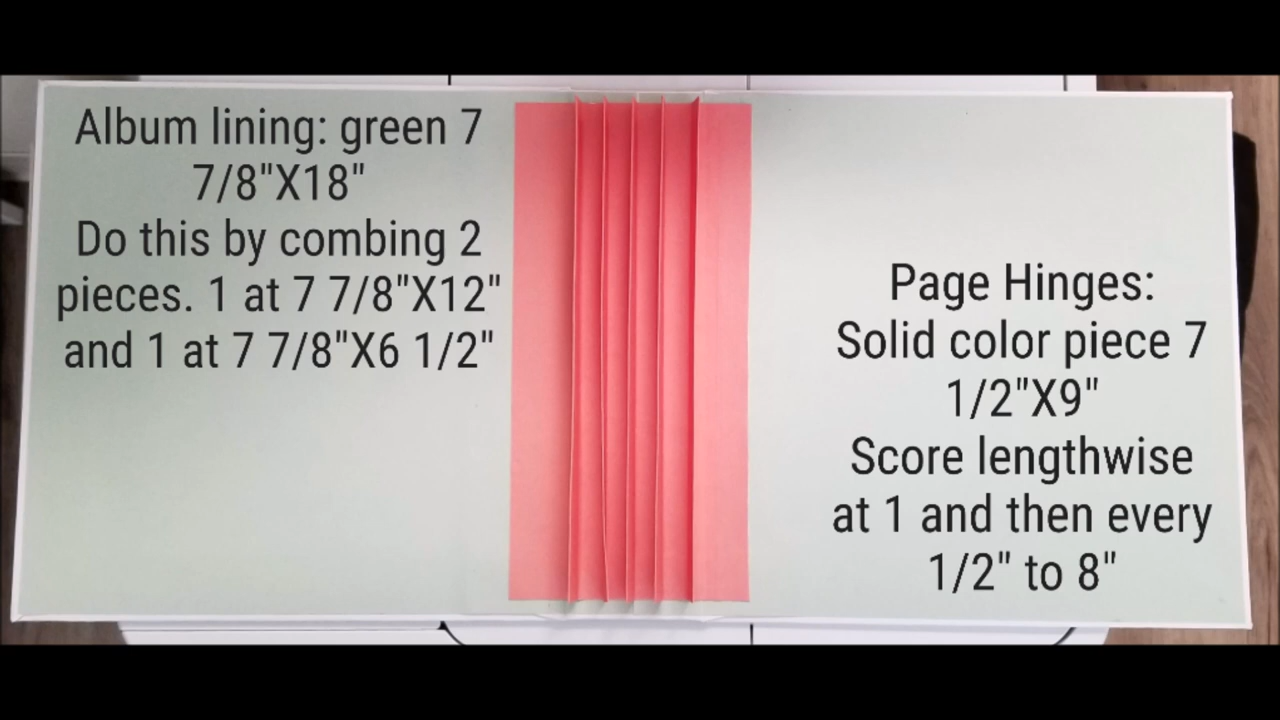 Album lining: green 7
7/8"X18"
Do this by combing 2
pieces. 1 at 7 7/8"X12"
and 1 at 7 7/8"X6 1/2"
Page Hinges:
Solid color piece 7
1/2"X9"
Score lengthwise
at 1 and then every
1/2" to 8"